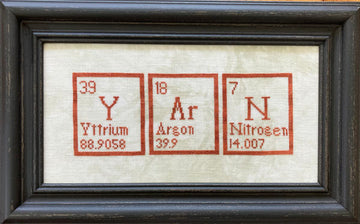 39 18 7
Y Ar N
Yttrium Argon Nitrogen
88.9058 39.9 14.007